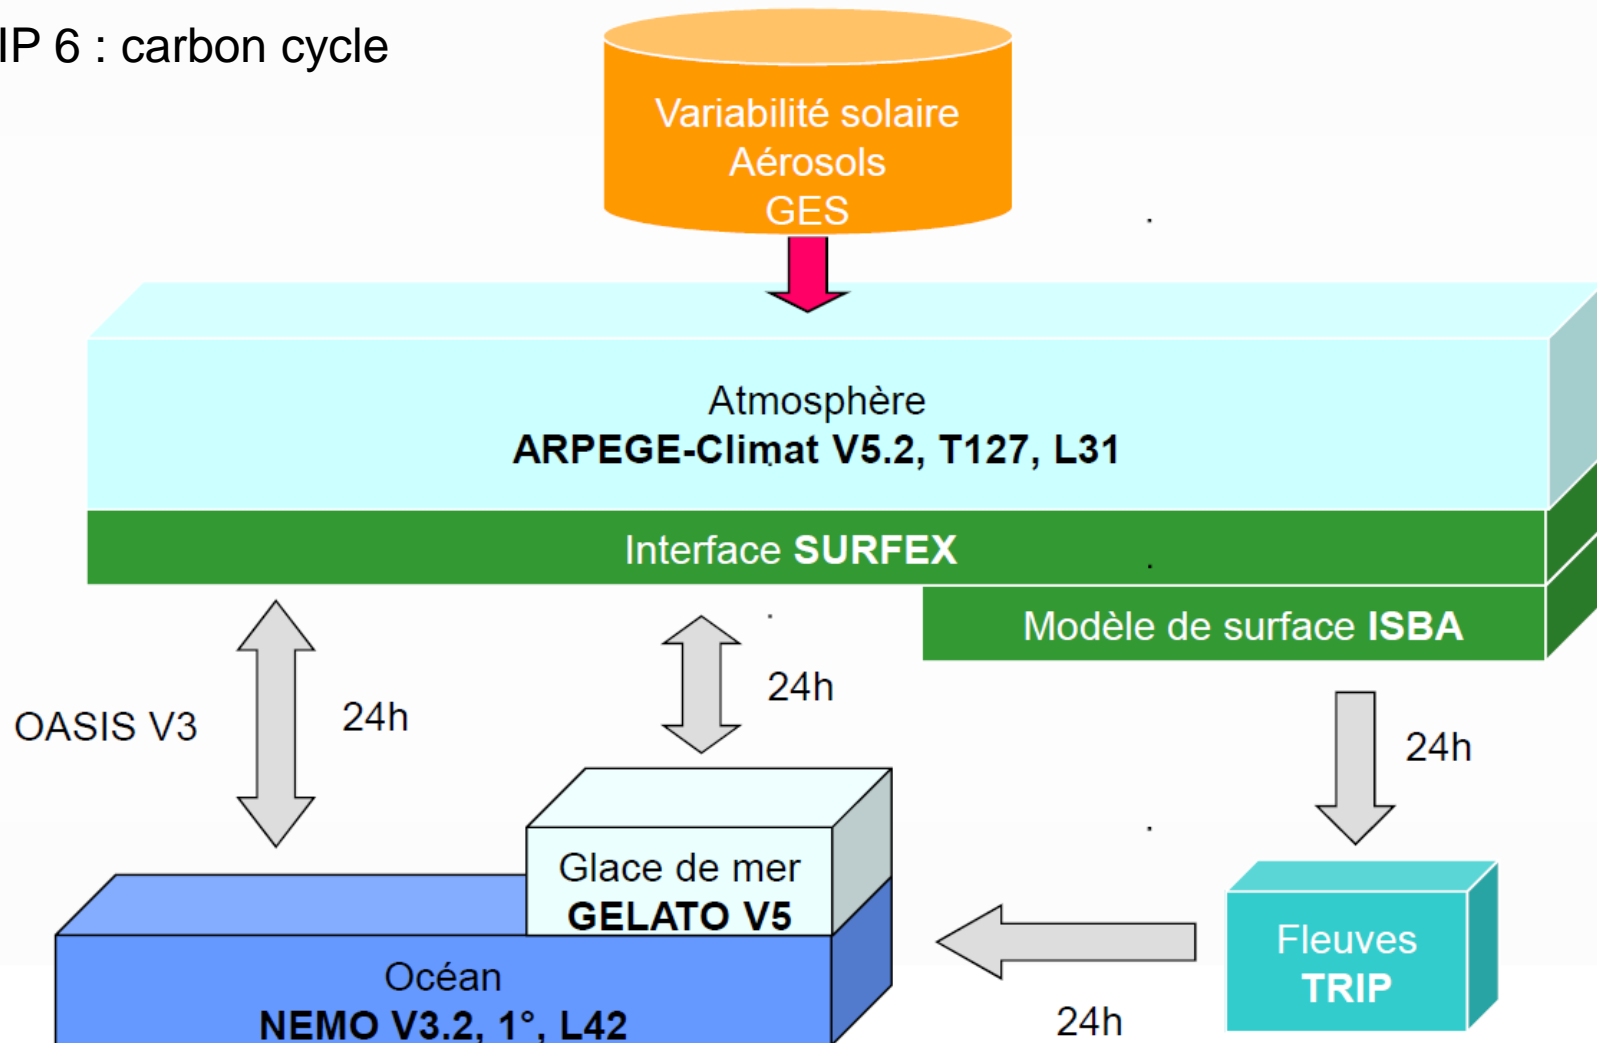 IP 6 : carbon cycle
Variabilité solaire
Aérosols
GES
Atmosphère
ARPEGE-Climat V5.2, T127, L31
Interface SURFEX
Modèle de surface ISBA
OASIS V3
24h
24h
24h
Glace de mer
GELATO V5
Océan
NEMO V3.2, 1°, L42
Fleuves
TRIP
24h